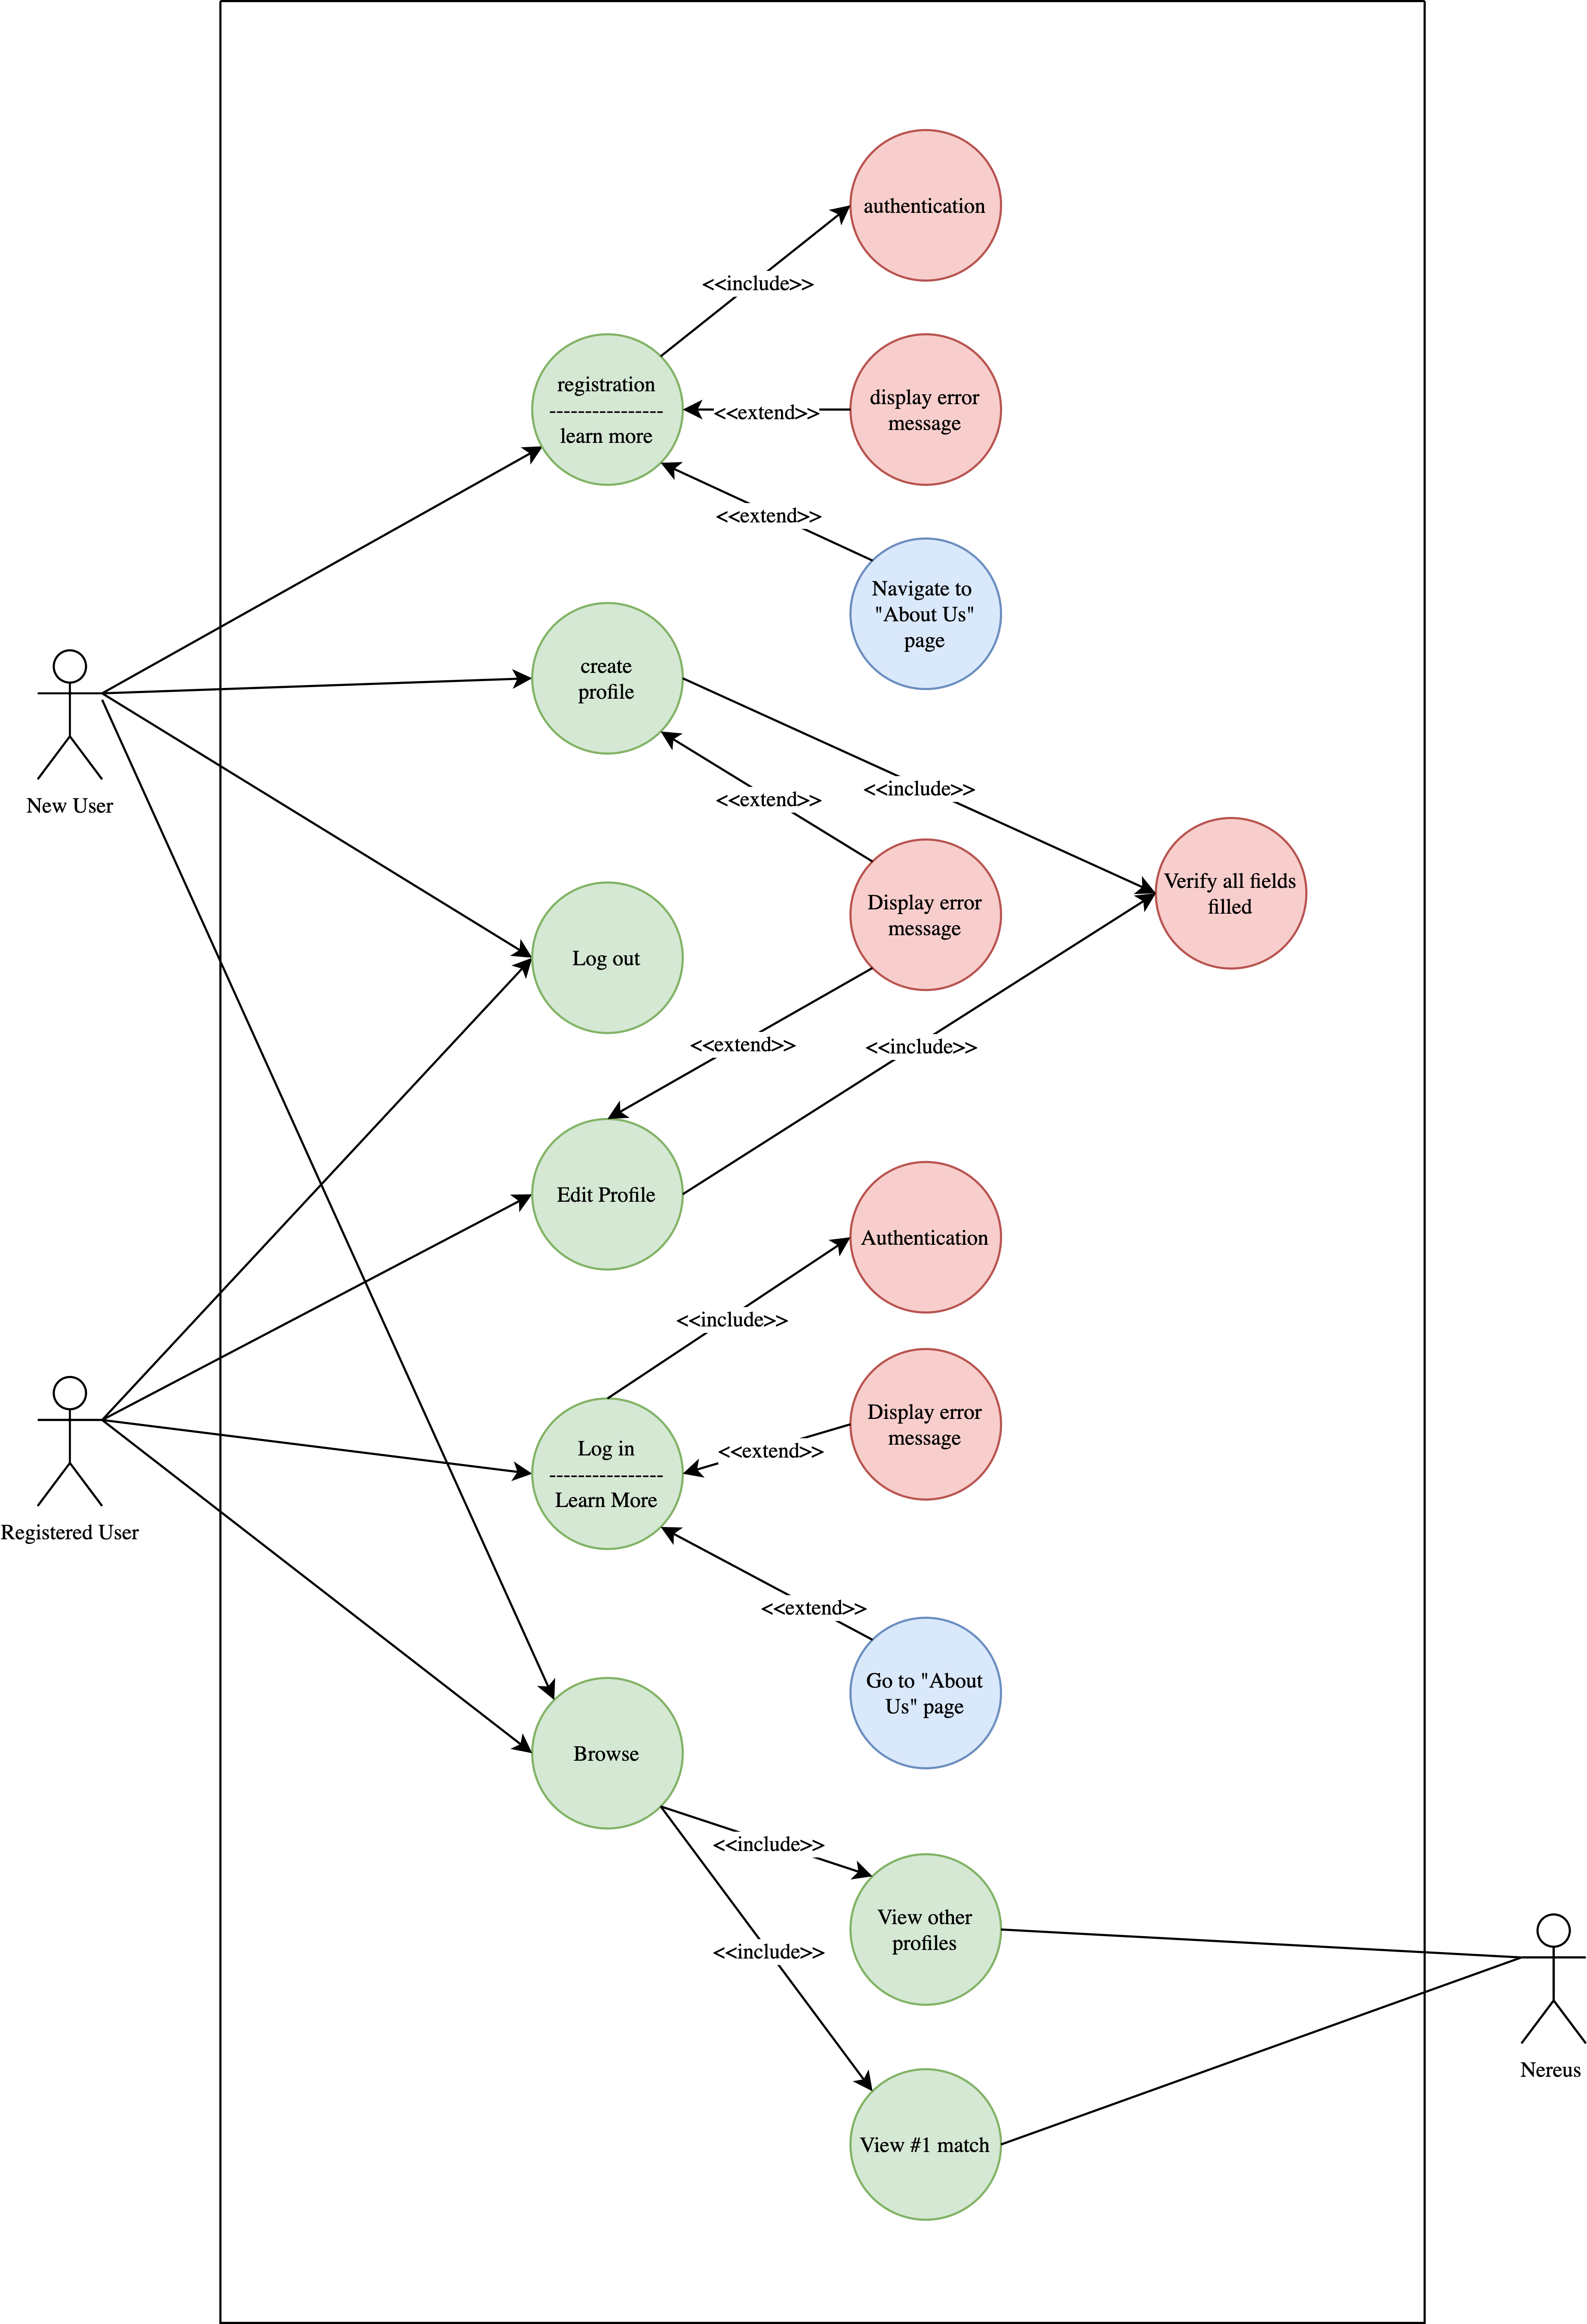 authentication
<<include>>
registration
----------------
learn more
<<extend>>
display error
message
<<extend>>
Navigate to
"About Us"
page
create
profile
New User
<<extend>>
<<include>>
Display error
message
Verify all fields
filled
Log out
<<extend>>
<<include>>
Edit Profile
Authentication
<<include>>
Display error
message
Log in
----------------
Learn More
<<extend>>
Registered User
<<extend>>
Go to "About
Us" page
Browse
<<include>>
View other
profiles
<<include>>
Nereus
View #1 match